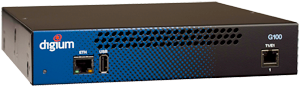 digium
ETH
USB
G100
T1/E1